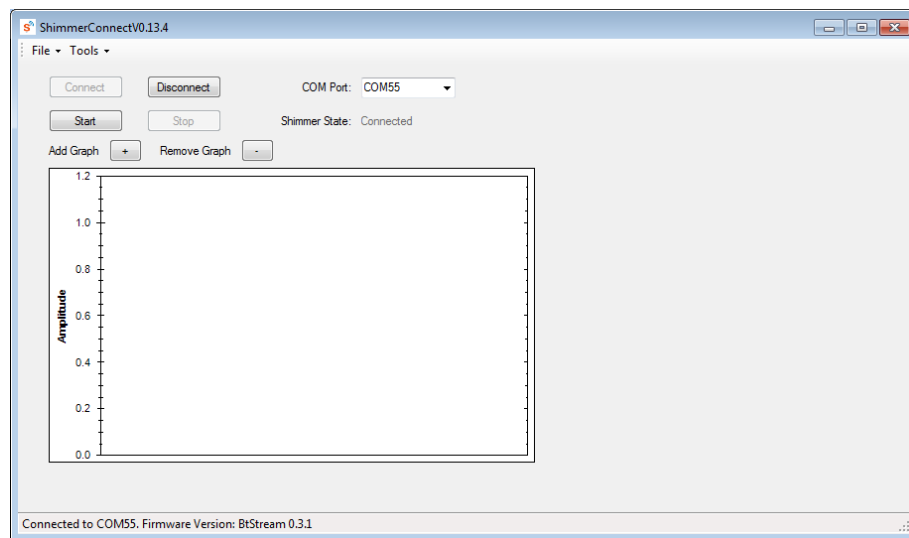 ShimmerConnectV0.13.4
File Tools
Connect Disconnect COM Port: COM55
Start Stop Shimmer State: Connected
Add Graph + Remove Graph -
1.2
1.0
0.8
0.6
0.4
0.2
0.0
Amplitude
Connected to COM55. Firmware Version: BtStream 0.3.1